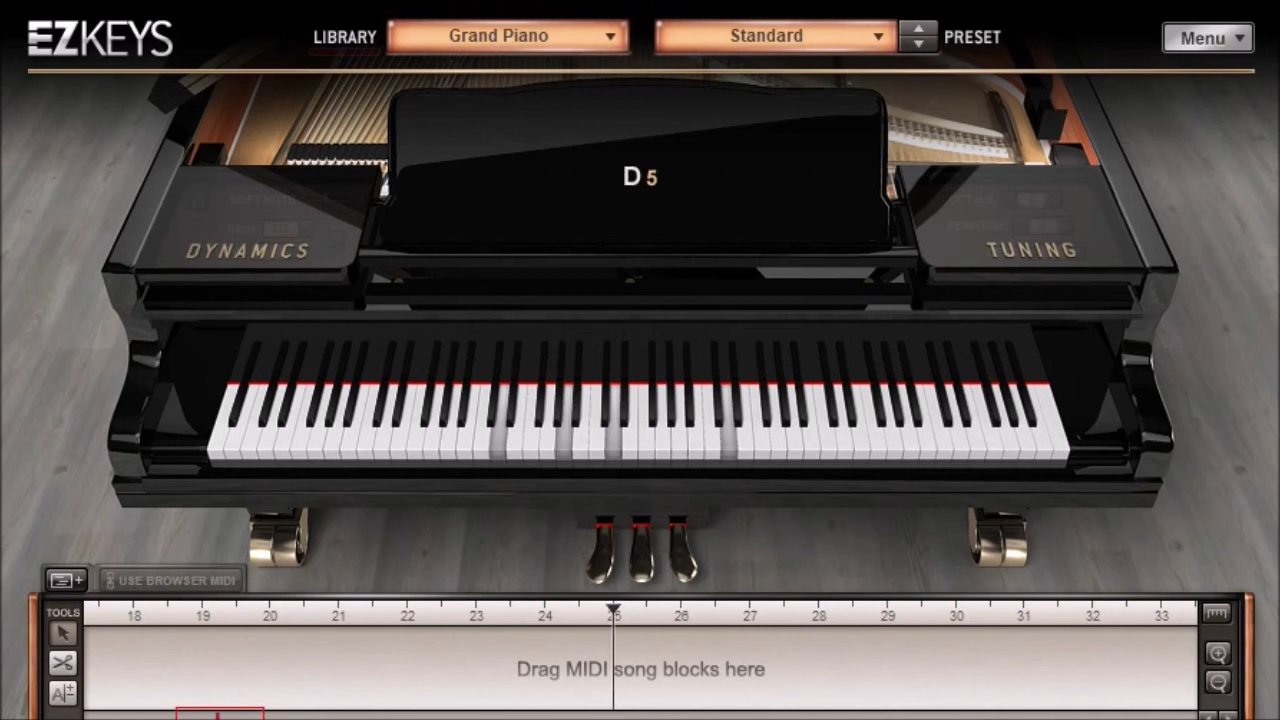 EZKEYS
LIBRARY Grand Piano Standard PRESET Menu
D5
DYNAMICS TUNING
USE BROWSER MIDI
TOOLS 18 19 20 21 22 23 24 25 26 27 28 29 30 31 32 33
Drag MIDI song blocks here